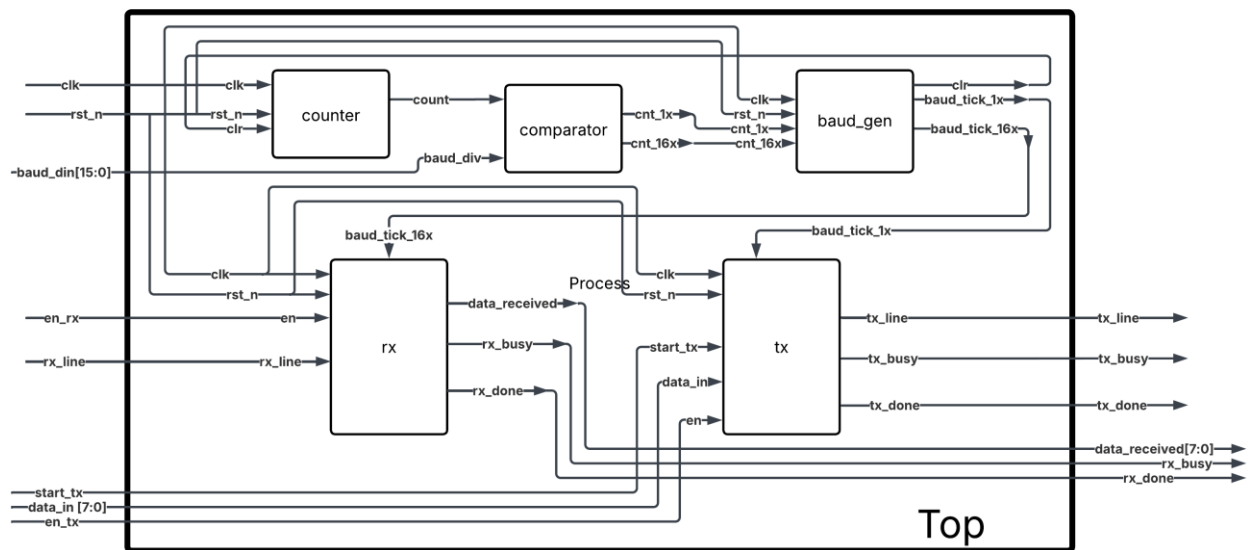 clk
clk
rst_n
rst_n
clr
counter
count
baud_din[15:0]
baud_div
comparator
cnt_1x
cnt_1x
cnt_16x
cnt_16x
clk
rst_n
baud_gen
clr
baud_tick_1x
baud_tick_16x
baud_tick_16x
baud_tick_1x
clk
rst_n
en_rx
en
rx_line
rx_line
rx
data_received
rx_busy
rx_done
Process
clk
rst_n
start_tx
data_in
en
tx
tx_line
tx_line
tx_busy
tx_busy
tx_done
tx_done
data_received[7:0]
rx_busy
rx_done
start_tx
data_in [7:0]
en_tx
Top